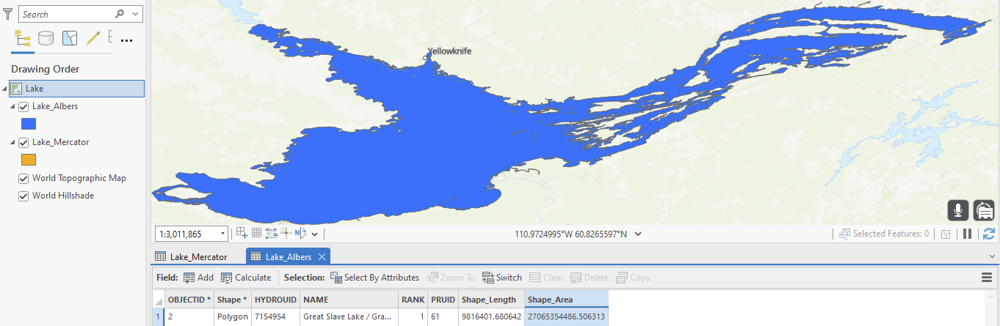 Search
Drawing Order
Lake
Lake_Albers
Lake_Mercator
World Topographic Map
World Hillshade
Yellowknife
1:3,011,865
110.9724995°W 60.8265597°N
Selected Features: 0
Lake_Mercator
Lake_Albers
Field: Add Calculate Selection: Select By Attributes Zoom To Switch Clear Delete Copy
OBJECTID * Shape * HYDROUID NAME RANK PRUID Shape_Length Shape_Area
1 2 Polygon 7154954 Great Slave Lake / Gra... 1 61 9816401.680642 27065354486.506313